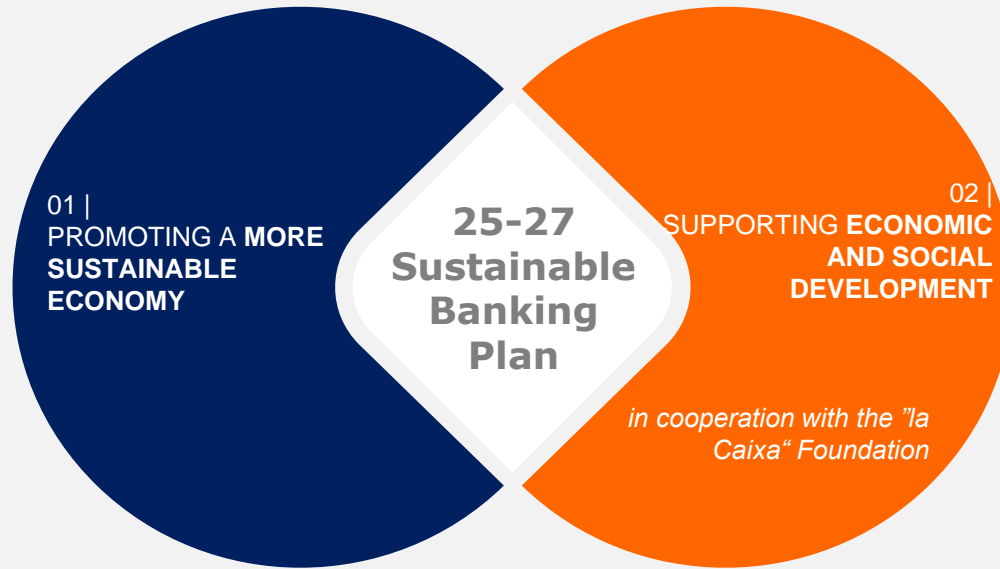 01 |
PROMOTING A MORE
SUSTAINABLE
ECONOMY
25-27
Sustainable
Banking
Plan
02 |
SUPPORTING ECONOMIC
AND SOCIAL
DEVELOPMENT
in cooperation with the ”la
Caixa“ Foundation